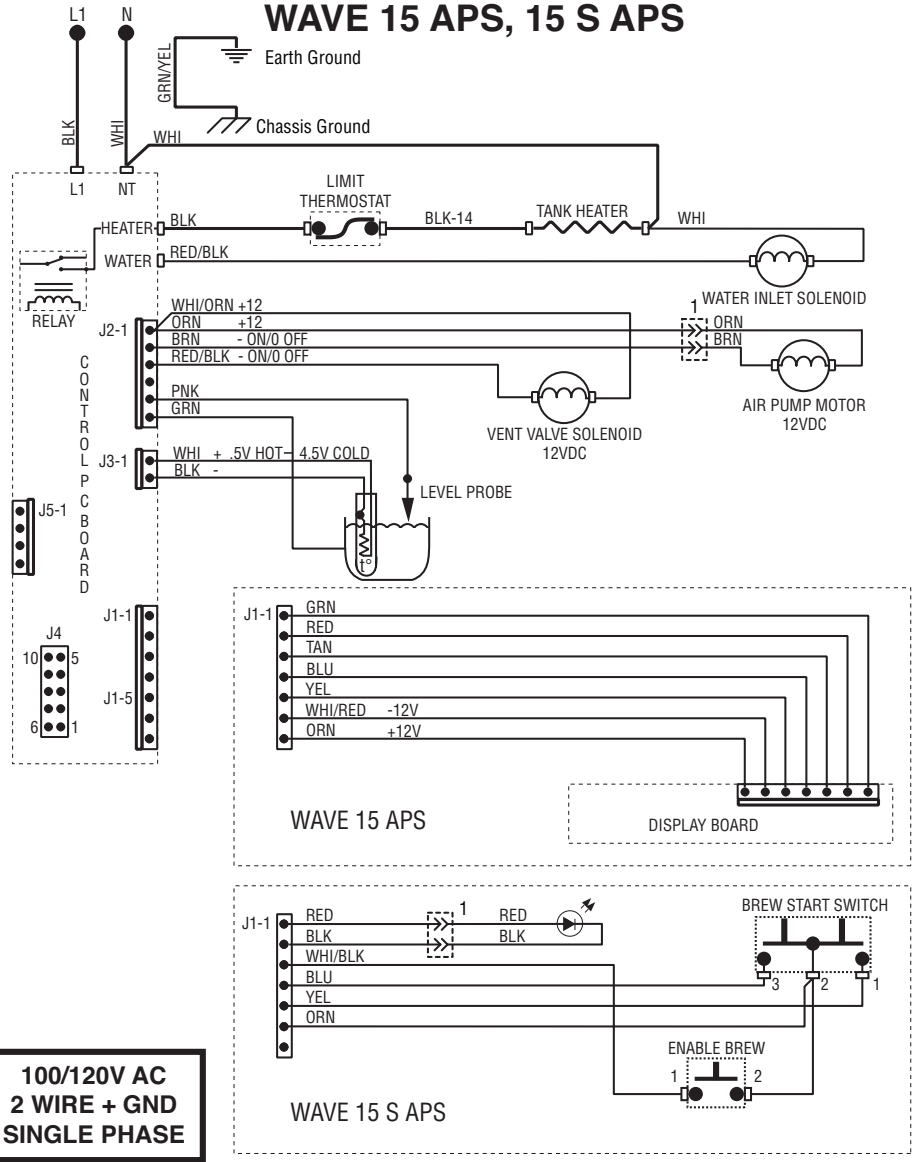 WAVE 15 APS, 15 S APS
L1 N
Earth Ground
GRN/YEL
Chassis Ground
BLK
WHI
WHI
L1 NT
LIMIT
THERMOSTAT
HEATER
BLK
BLK-14
TANK HEATER
WHI
WATER
RED/BLK
WATER INLET SOLENOID
RELAY
WHI/ORN +12
J2-1
ORN +12
BRN - ON/0 OFF
RED/BLK - ON/0 OFF
PNK
GRN
1
ORN
BRN
AIR PUMP MOTOR
12VDC
VENT VALVE SOLENOID
12VDC
CONTROL PC BOARD
J3-1
WHI + .5V HOT- 4.5V COLD
BLK -
LEVEL PROBE
t°
J5-1
J1-1
J4
10 5
6 1
J1-5
J1-1
GRN
RED
TAN
BLU
YEL
WHI/RED -12V
ORN +12V
DISPLAY BOARD
WAVE 15 APS
J1-1
RED
BLK
WHI/BLK
BLU
YEL
ORN
1
RED
BLK
BREW START SWITCH
3 2 1
ENABLE BREW
1 2
WAVE 15 S APS
100/120V AC
2 WIRE + GND
SINGLE PHASE